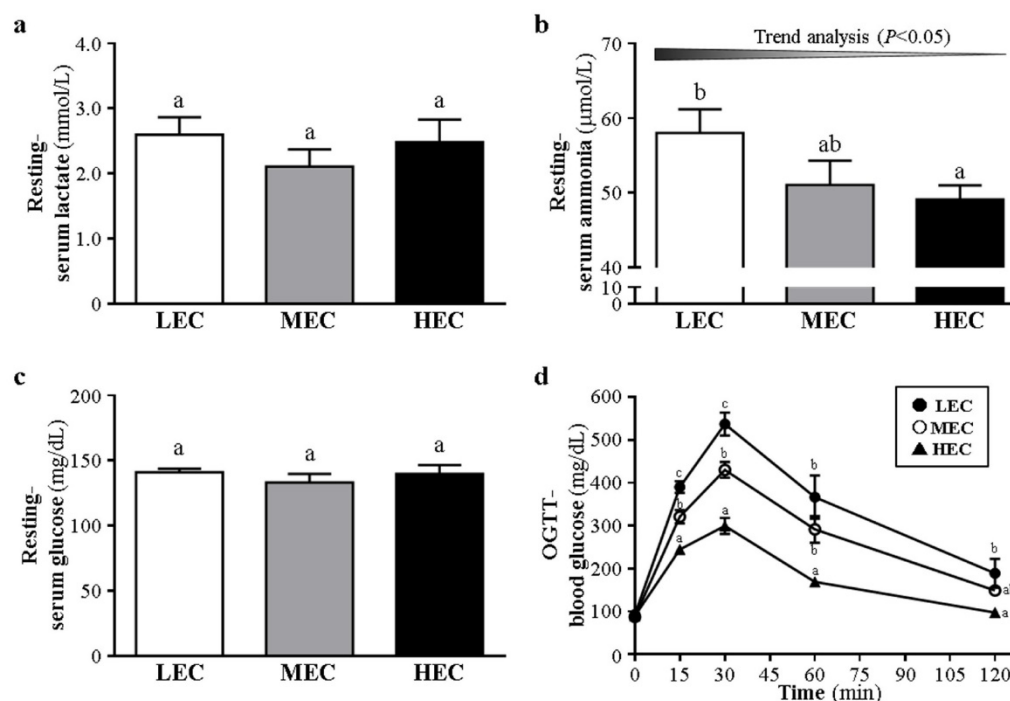 a
Resting-
serum lactate (mmol/L)
4.0
3.0
2.0
1.0
0
a
a
a
LEC
MEC
HEC
b
Trend analysis (P<0.05)
Resting-
serum ammonia (μmol/L)
70
60
50
40
10
0
b
ab
a
LEC
MEC
HEC
c
Resting-
serum glucose (mg/dL)
200
150
100
50
0
a
a
a
LEC
MEC
HEC
d
OGTT-
blood glucose (mg/dL)
600
500
400
300
200
100
0
LEC
MEC
HEC
c
c
b
b
b
a
a
b
a
b
a
0 15 30 45 60 75 90 105 120
Time (min)